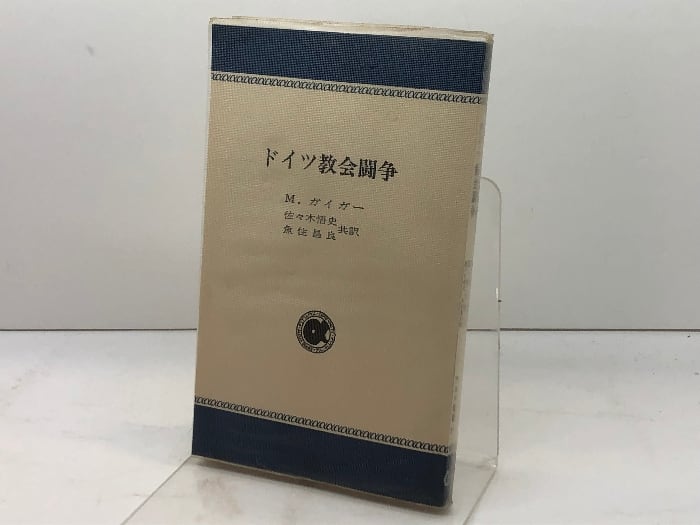 ドイツ教会闘争
M. ガイガー
佐々木悟史
魚住昌良 共訳